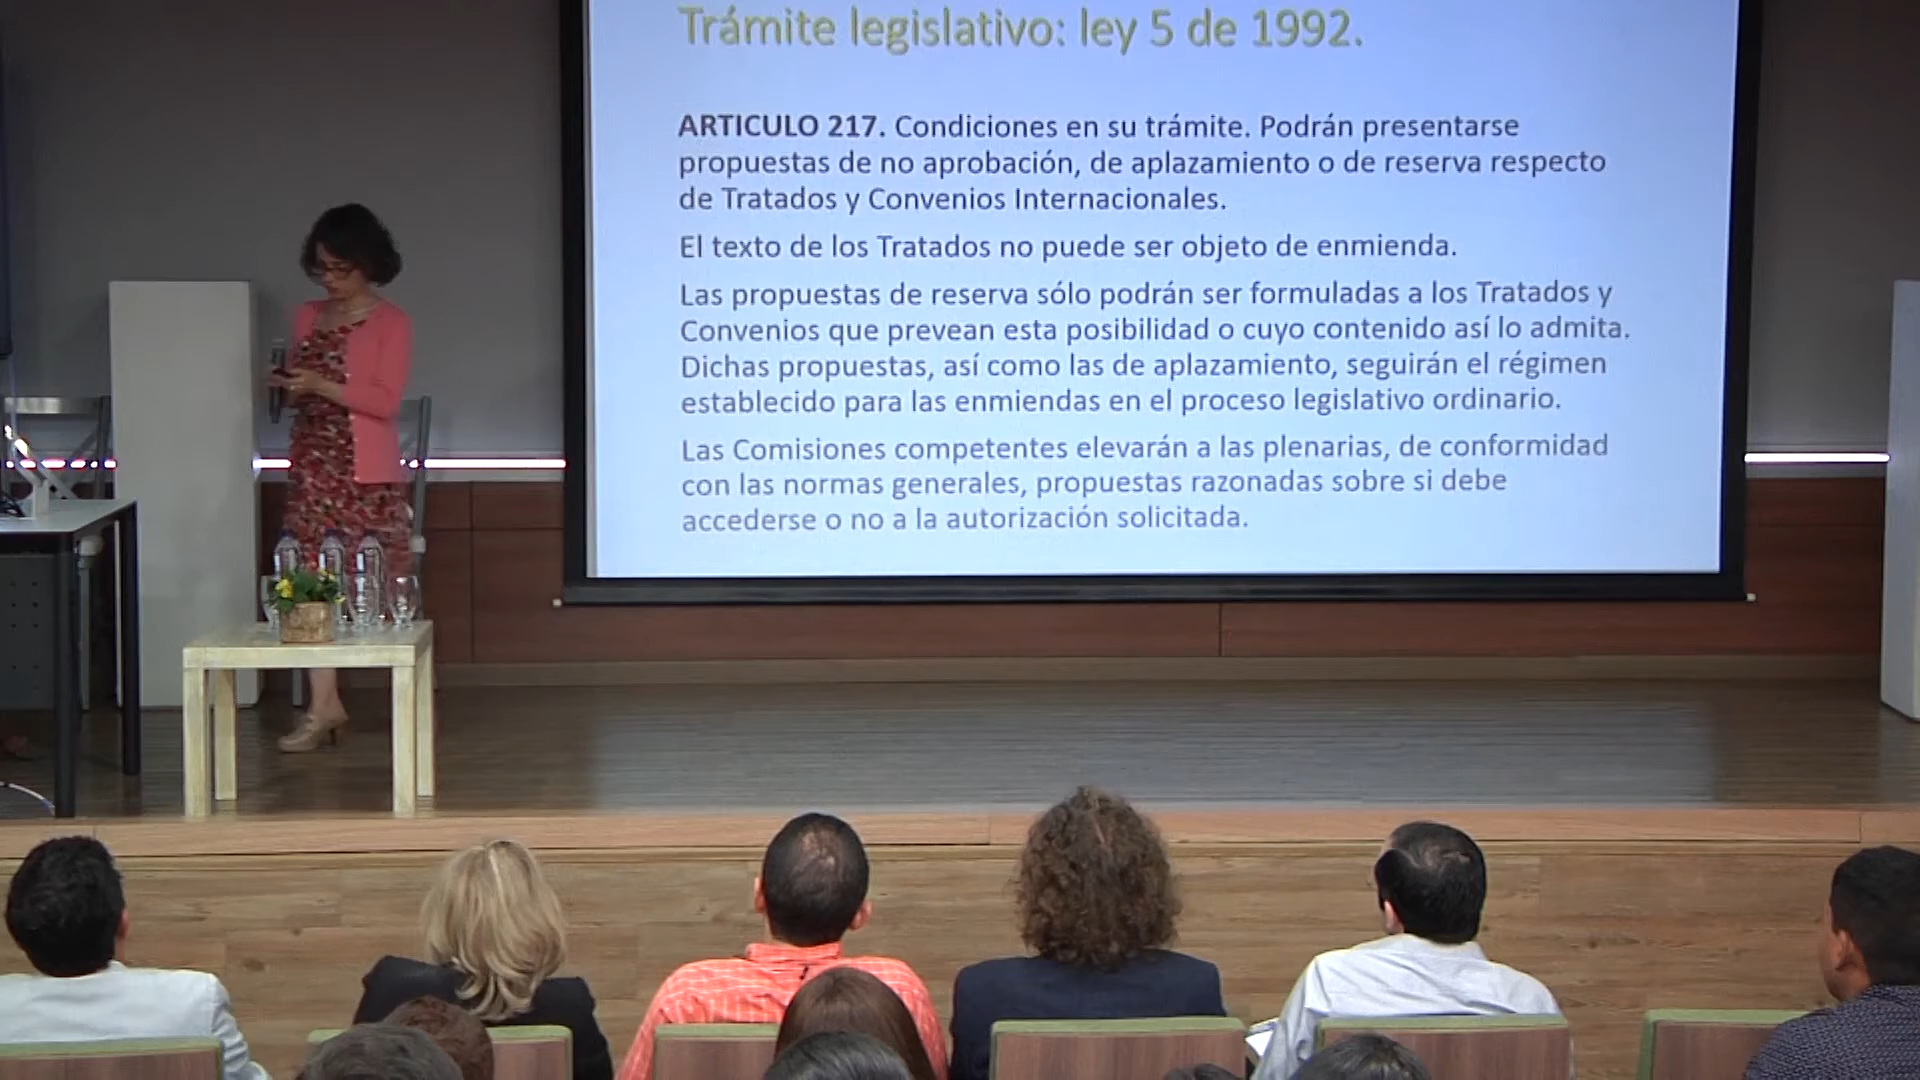 Trámite legislativo: ley 5 de 1992.
ARTICULO 217. Condiciones en su trámite. Podrán presentarse
propuestas de no aprobación, de aplazamiento o de reserva respecto
de Tratados y Convenios Internacionales.
El texto de los Tratados no puede ser objeto de enmienda.
Las propuestas de reserva sólo podrán ser formuladas a los Tratados y
Convenios que prevean esta posibilidad o cuyo contenido así lo admita.
Dichas propuestas, así como las de aplazamiento, seguirán el régimen
establecido para las enmiendas en el proceso legislativo ordinario.
Las Comisiones competentes elevarán a las plenarias, de conformidad
con las normas generales, propuestas razonadas sobre si debe
accederse o no a la autorización solicitada.